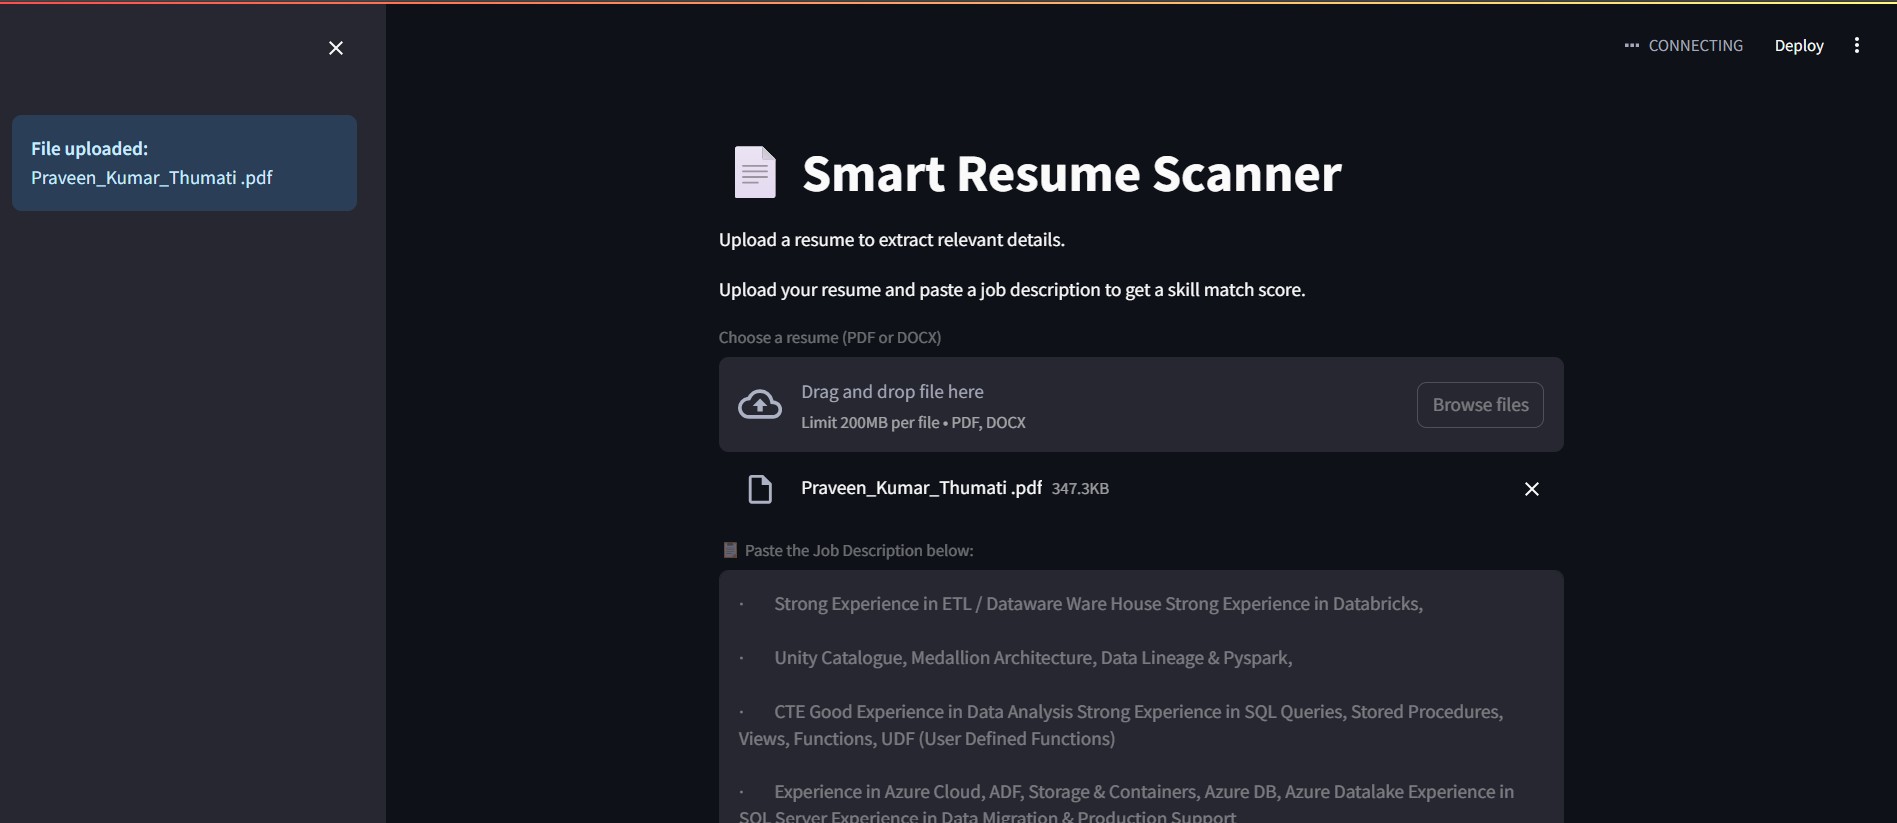 CONNECTING
Deploy
File uploaded:
Praveen_Kumar_Thumati .pdf
Smart Resume Scanner
Upload a resume to extract relevant details.
Upload your resume and paste a job description to get a skill match score.
Choose a resume (PDF or DOCX)
Drag and drop file here
Limit 200MB per file • PDF, DOCX
Browse files
Praveen_Kumar_Thumati .pdf 347.3KB
Paste the Job Description below:
· Strong Experience in ETL / Dataware Ware House Strong Experience in Databricks,
· Unity Catalogue, Medallion Architecture, Data Lineage & Pyspark,
· CTE Good Experience in Data Analysis Strong Experience in SQL Queries, Stored Procedures,
Views, Functions, UDF (User Defined Functions)
· Experience in Azure Cloud, ADF, Storage & Containers, Azure DB, Azure Datalake Experience in
SQL Server Experience in Data Migration & Production Support